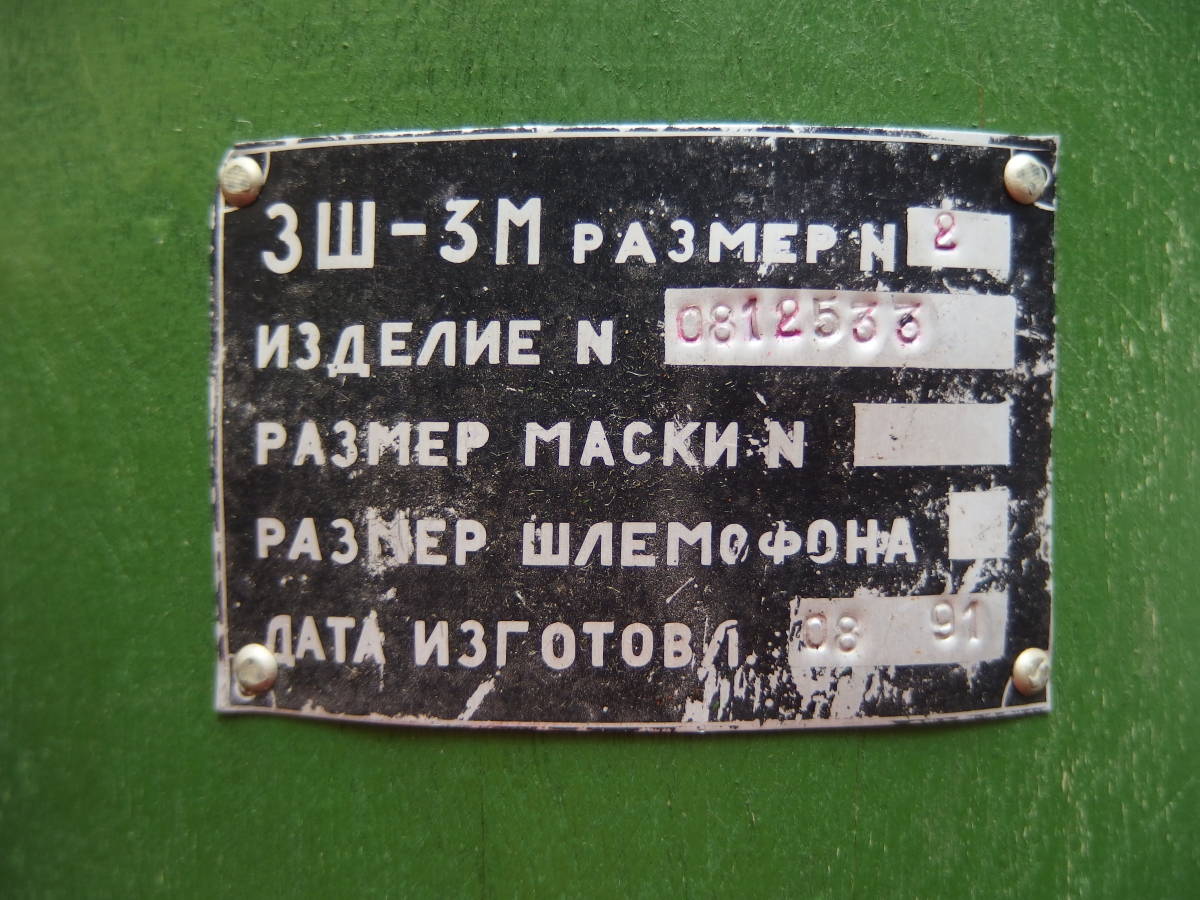 ЗШ-3М РАЗМЕР N 2
ИЗДЕЛИЕ N 0812533
РАЗМЕР МАСКИ N
РАЗМЕР ШЛЕМОФОНА
ДАТА ИЗГОТОВЛ. 08 91